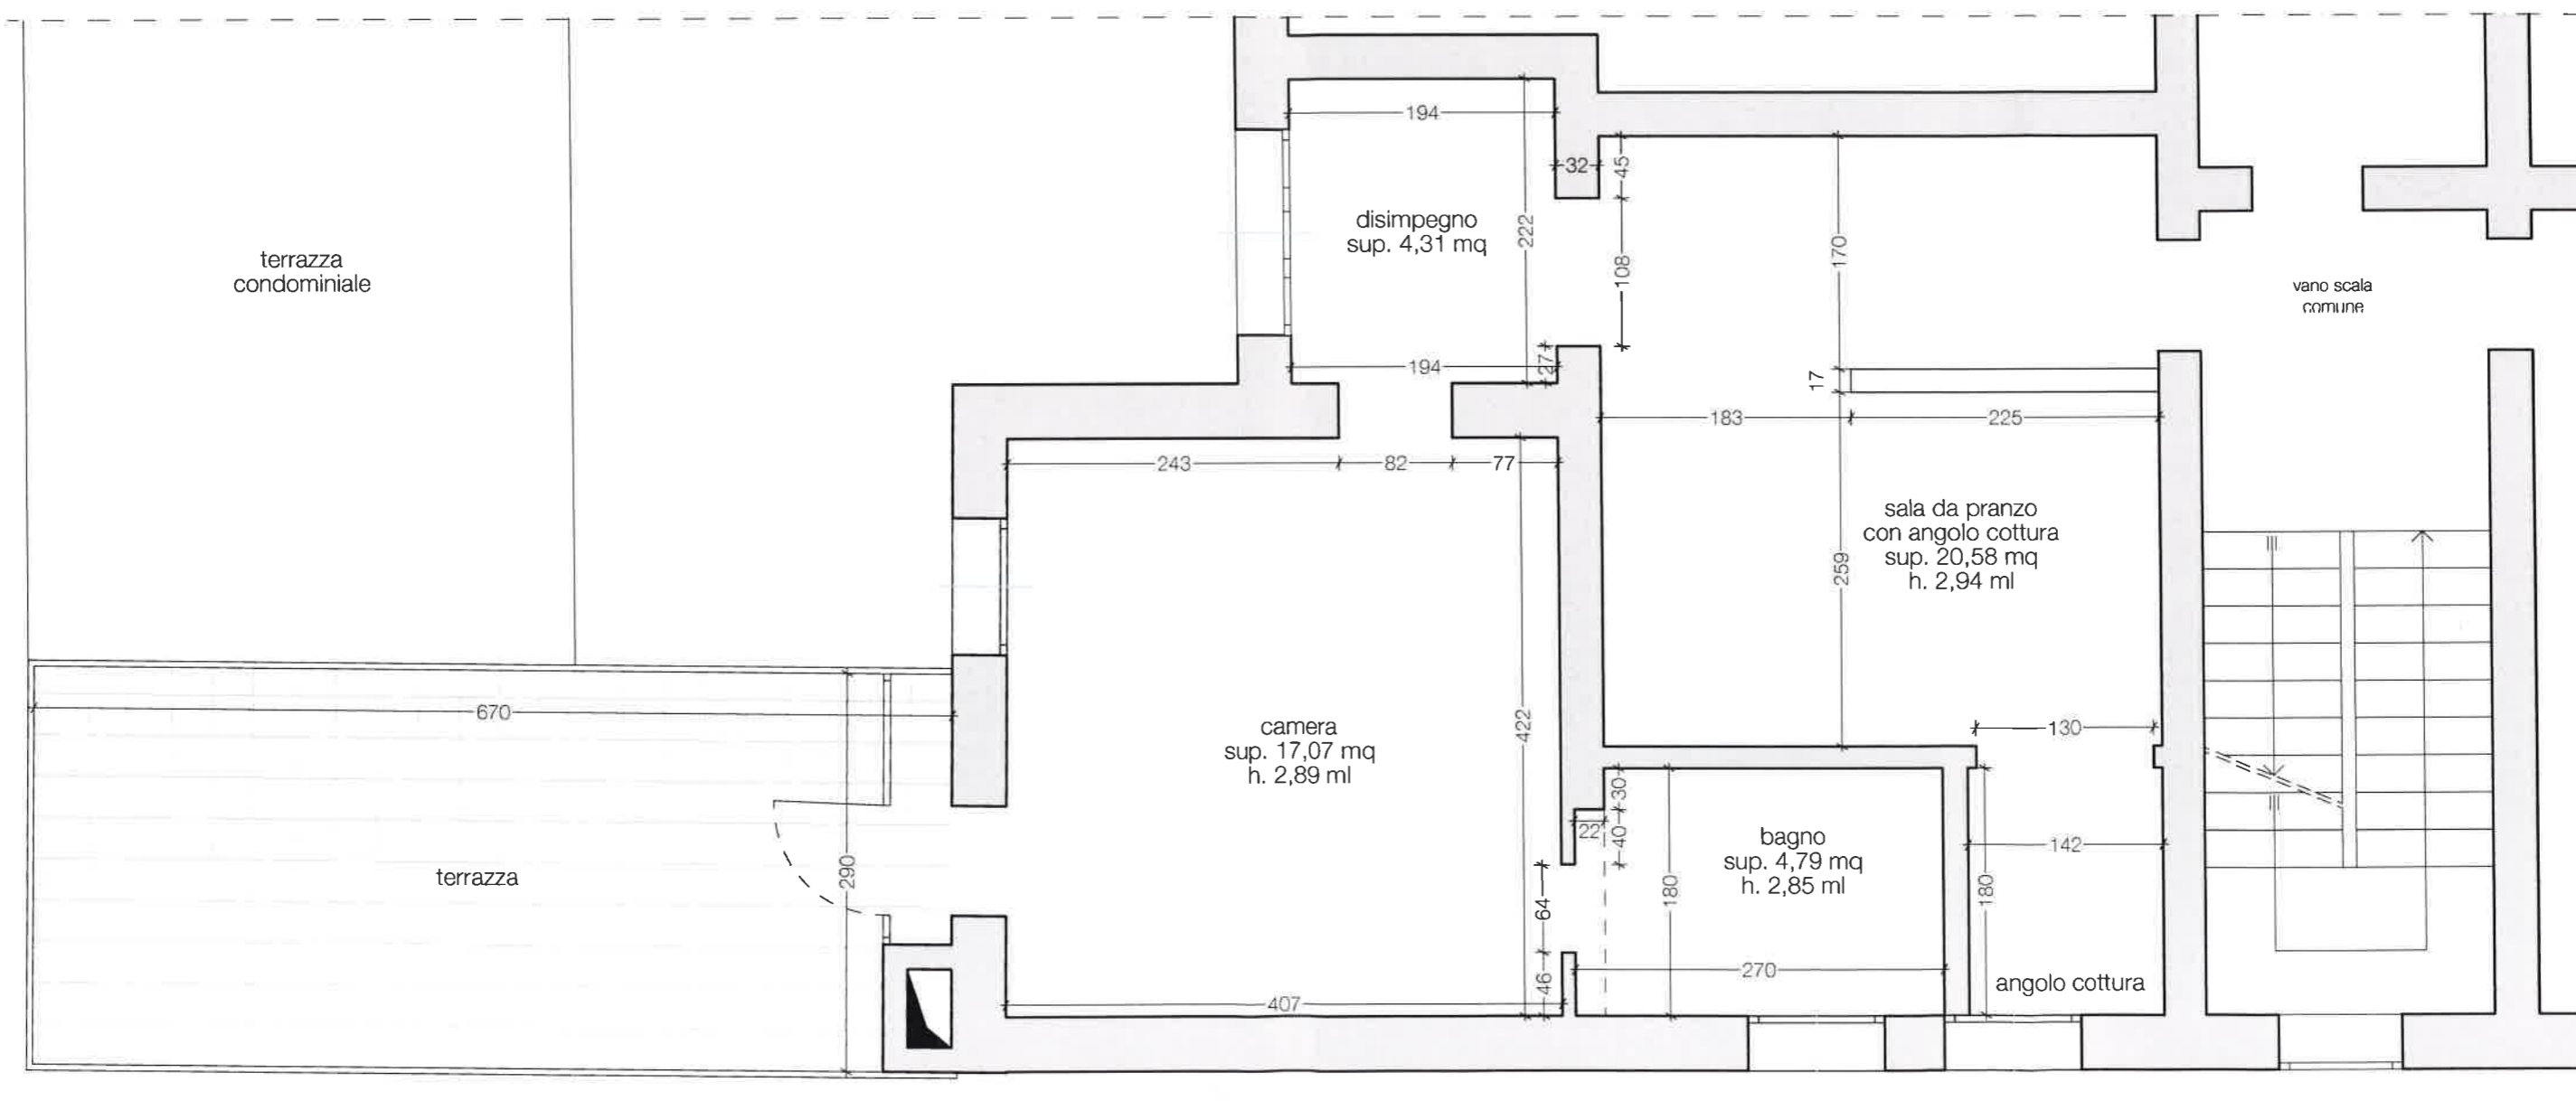 194
32
45
disimpegno
sup. 4,31 mq
222
170
108
terrazza
condominiale
vano scala
comune
194
27
17
183
225
243
82
77
sala da pranzo
con angolo cottura
sup. 20,58 mq
h. 2,94 ml
259
670
camera
sup. 17,07 mq
h. 2,89 ml
422
130
30
22
40
bagno
sup. 4,79 mq
h. 2,85 ml
142
terrazza
290
64
180
180
270
46
angolo cottura
407